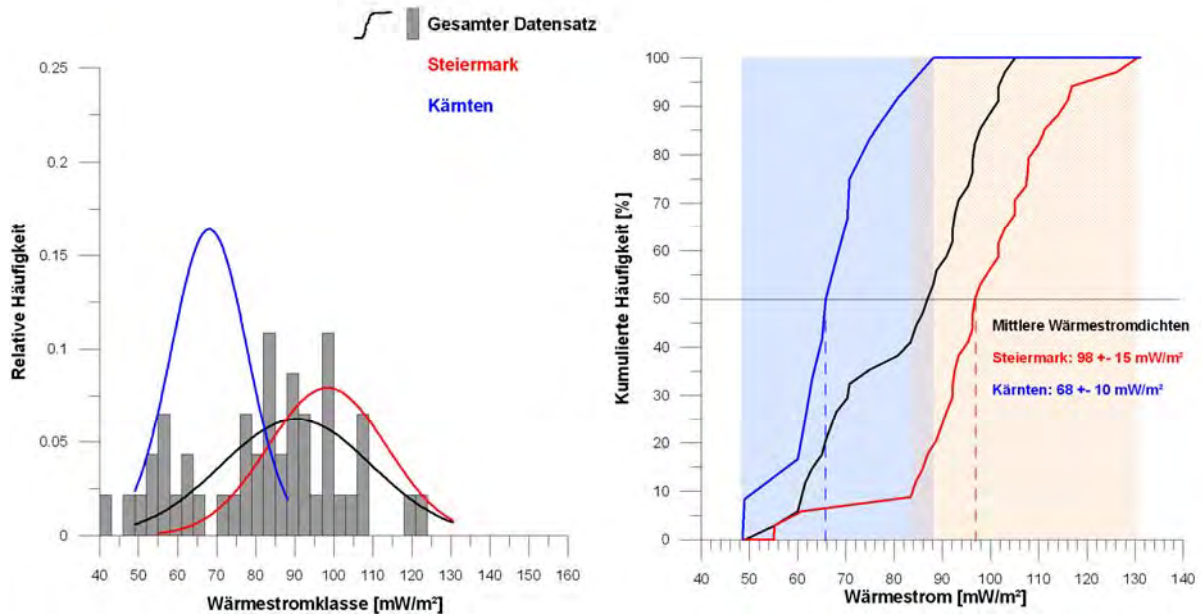 Gesamter Datensatz
Steiermark
Kärnten
Relative Häufigkeit
0.25
0.2
0.15
0.1
0.05
0
40 50 60 70 80 90 100 110 120 130 140 150 160
Wärmestromklasse [mW/m²]
Kumulierte Häufigkeit [%]
100
90
80
70
60
50
40
30
20
10
0
Mittlere Wärmestromdichten
Steiermark: 98 +- 15 mW/m²
Kärnten: 68 +- 10 mW/m²
40 50 60 70 80 90 100 110 120 130 140
Wärmestrom [mW/m²]